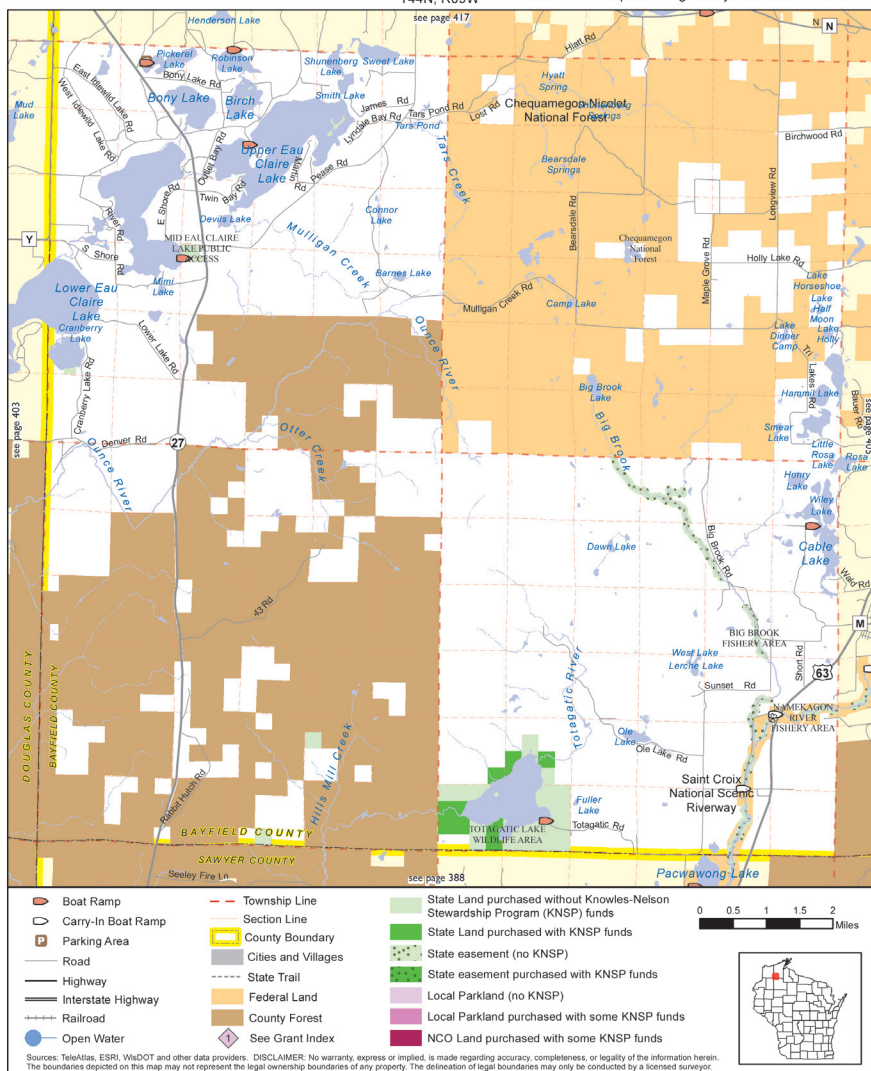 T44N, R09W
see page 417
Henderson Lake
N
N
Pickerel
Lake
Robinson
Lake
Shunenberg
Lake
Sweet Lake
Hiatt Rd
East Idlewild Lake Rd
West Idlewild Lake Rd
Bony Lake Rd
Bony Lake
Birch
Lake
Smith Lake
James Rd
Tars Pond Rd
Lost Rd
Hyatt
Spring
Chequamegon-Nicolet
National Forest
Springs
Mud
Lake
Lyndale Bay Rd
Tars Pond
Birchwood Rd
Outlet Bay Rd
Upper Eau
Claire
Lake
Martin Rd
Pease Rd
Tars Creek
Bearsdale
Springs
Longview Rd
E Shore Rd
Twin Bay Rd
River Rd
Devils Lake
Connor
Lake
Bearsdale Rd
Maple Grove Rd
Y
S Shore Rd
MID EAU CLAIRE
LAKE PUBLIC
ACCESS
Mulligan Creek
Chequamegon
National
Forest
Holly Lake Rd
Mimi
Lake
Barnes Lake
Lower Eau
Claire
Lake
Cranberry
Lake
Mulligan Creek Rd
Camp Lake
Lake
Horseshoe
Lake
Half
Moon
Lake
Holly
Lake
Dinner
Camp
Lower Lake Rd
Ounce River
Tri Lakes Rd
Cranberry Lake Rd
Big Brook
Lake
Hammil Lake
Bauer Rd
see page 403
see page 405
Denver Rd
27
Otter Creek
Big Brook
Smear
Lake
Little
Rosa
Lake
Rosa
Lake
Ounce River
Henry
Lake
Wiley
Lake
Dawn Lake
Big Brook Rd
Cable
Lake
Wald Rd
43 Rd
M
BIG BROOK
FISHERY AREA
West Lake
Lerche Lake
Short Rd
Totagatic River
Sunset Rd
63
DOUGLAS COUNTY
BAYFIELD COUNTY
NAMEKAGON
RIVER
FISHERY AREA
Ole
Lake
Ole Lake Rd
Hills Mill Creek
Rabbit Hutch Rd
Saint Croix
National Scenic
Riverway
Fuller
Lake
Totagatic Rd
TOTAGATIC LAKE
WILDLIFE AREA
BAYFIELD COUNTY
SAWYER COUNTY
Seeley Fire Ln
see page 388
Pacwawong Lake
Boat Ramp
Carry-In Boat Ramp
P Parking Area
Road
Highway
Interstate Highway
Railroad
Open Water
Township Line
Section Line
County Boundary
Cities and Villages
State Trail
Federal Land
County Forest
1 See Grant Index
State Land purchased without Knowles-Nelson
Stewardship Program (KNSP) funds
State Land purchased with KNSP funds
State easement (no KNSP)
State easement purchased with KNSP funds
Local Parkland (no KNSP)
Local Parkland purchased with some KNSP funds
NCO Land purchased with some KNSP funds
0 0.5 1 1.5 2
Miles
Sources: TeleAtlas, ESRI, WisDOT and other data providers. DISCLAIMER: No warranty, express or implied, is made regarding accuracy, completeness, or legality of the information herein.
The boundaries depicted on this map may not represent the legal ownership boundaries of any property. The delineation of legal boundaries may only be conducted by a licensed surveyor.